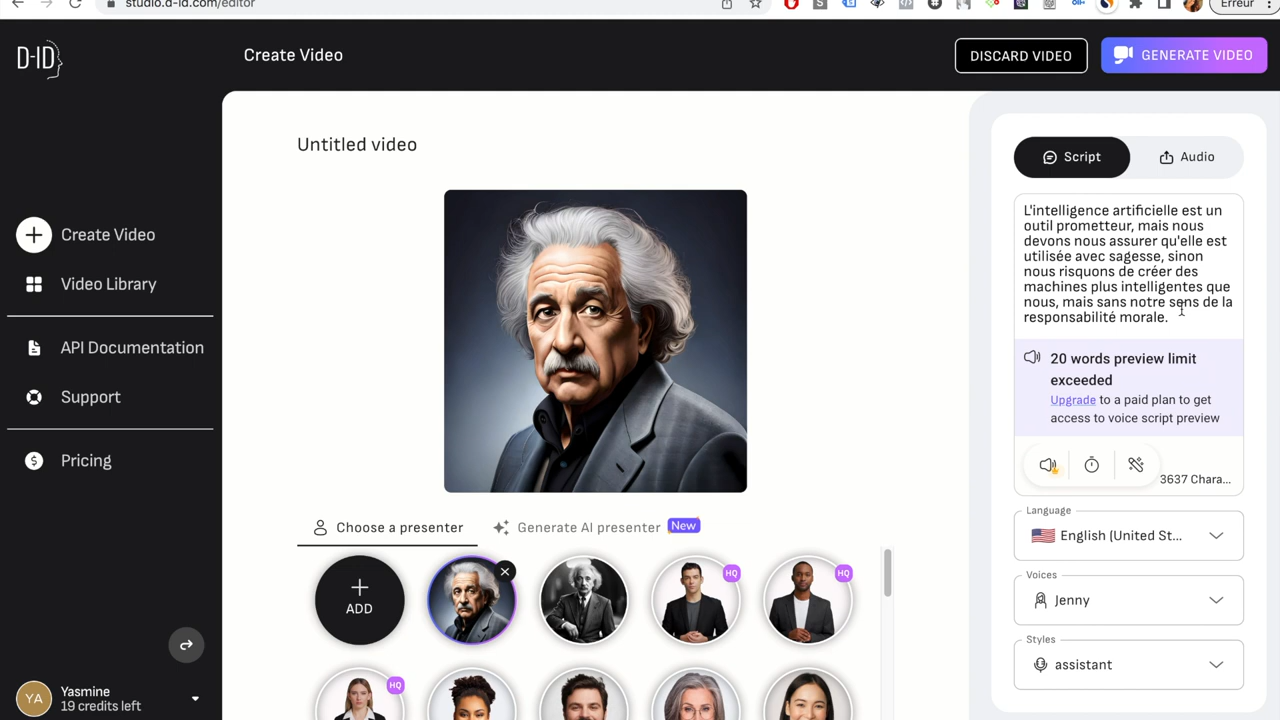 studio.d-id.com/editor
Erreur
D-ID
Create Video
DISCARD VIDEO
GENERATE VIDEO
Untitled video
Create Video
Video Library
API Documentation
Support
Pricing
Yasmine
YA
19 credits left
Choose a presenter
Generate AI presenter
New
ADD
HQ
HQ
HQ
Script
Audio
L'intelligence artificielle est un
outil prometteur, mais nous
devons nous assurer qu'elle est
utilisée avec sagesse, sinon
nous risquons de créer des
machines plus intelligentes que
nous, mais sans notre sens de la
responsabilité morale.
20 words preview limit
exceeded
Upgrade to a paid plan to get
access to voice script preview
3637 Chara...
Language
English (United St...
Voices
Jenny
Styles
assistant